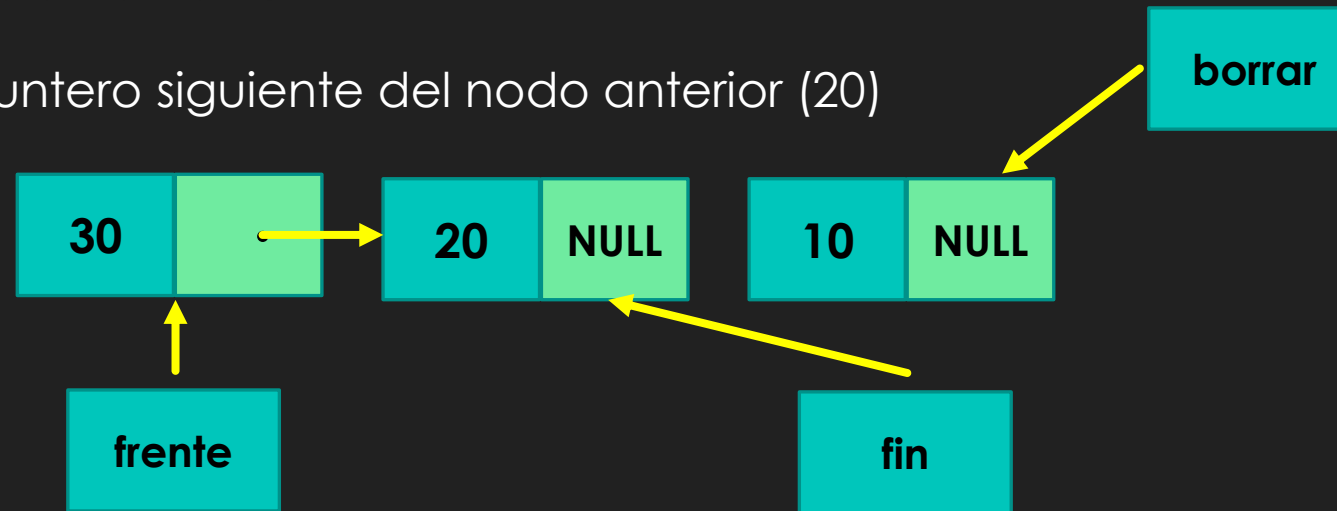 borrar
untero siguiente del nodo anterior (20)
30
20 NULL
10 NULL
frente
fin